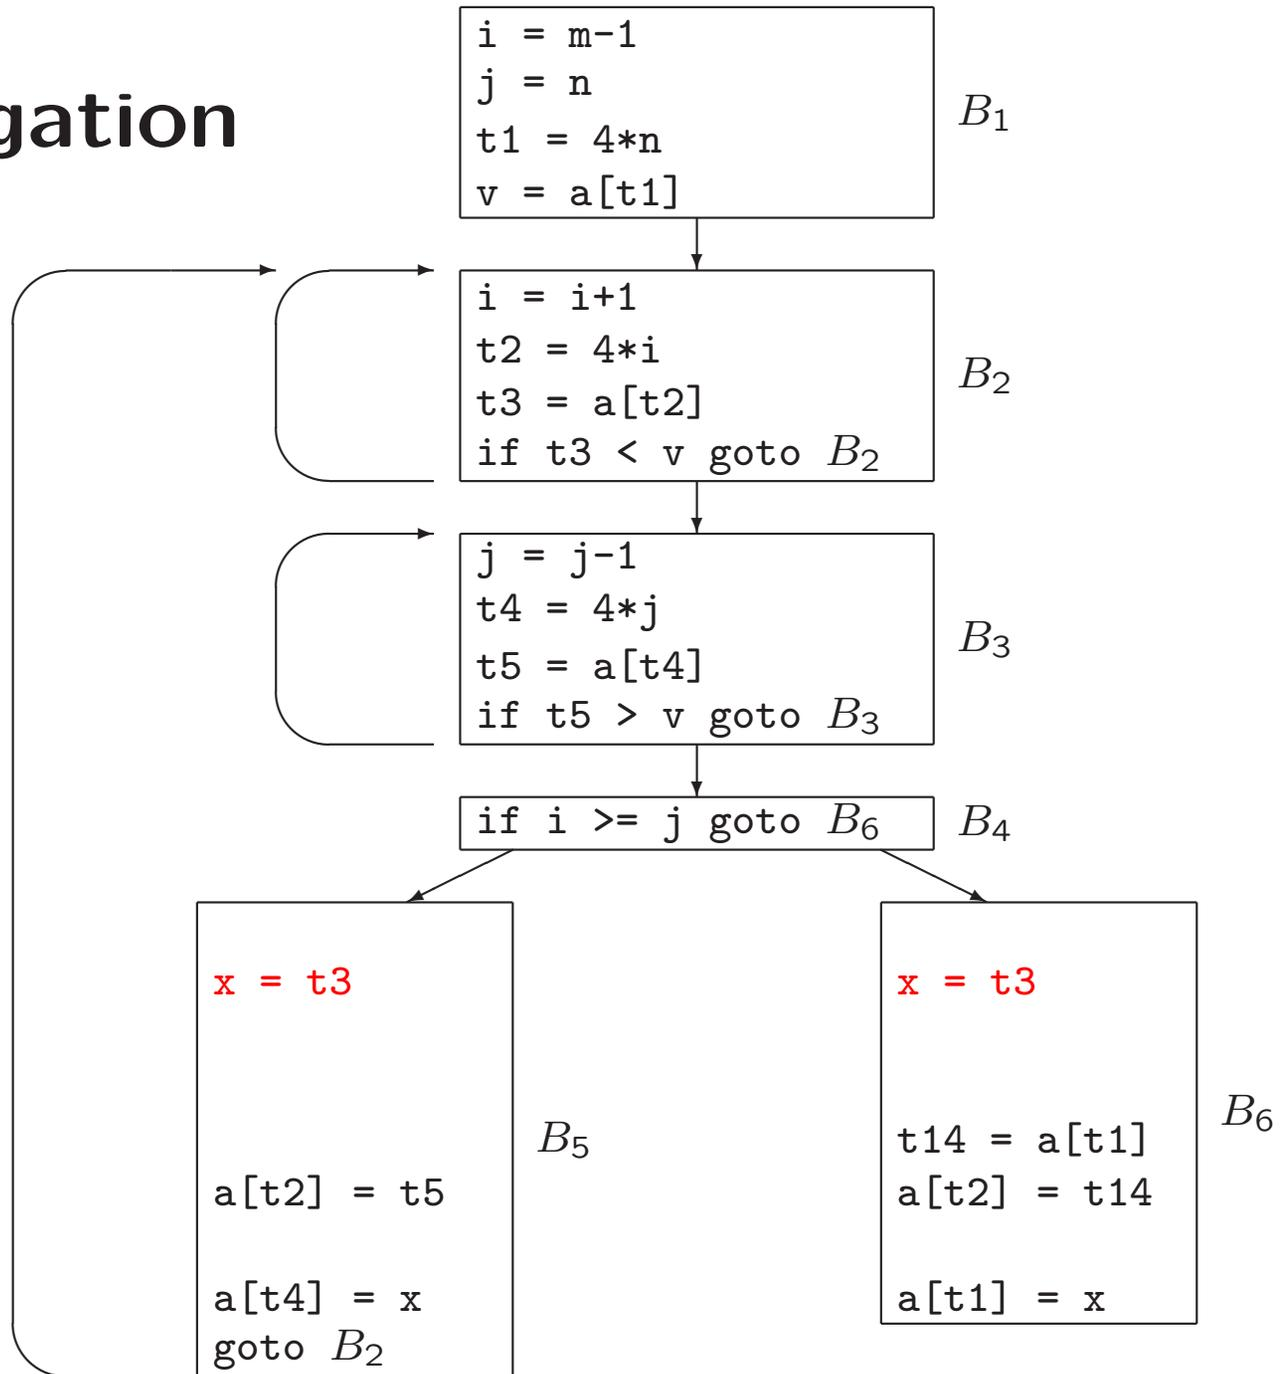 gation
i = m-1
j = n
t1 = 4*n
v = a[t1]
B1
i = i+1
t2 = 4*i
t3 = a[t2]
if t3 < v goto B2
B2
j = j-1
t4 = 4*j
t5 = a[t4]
if t5 > v goto B3
B3
if i >= j goto B6
B4
x = t3
a[t2] = t5
a[t4] = x
goto B2
B5
x = t3
t14 = a[t1]
a[t2] = t14
a[t1] = x
B6